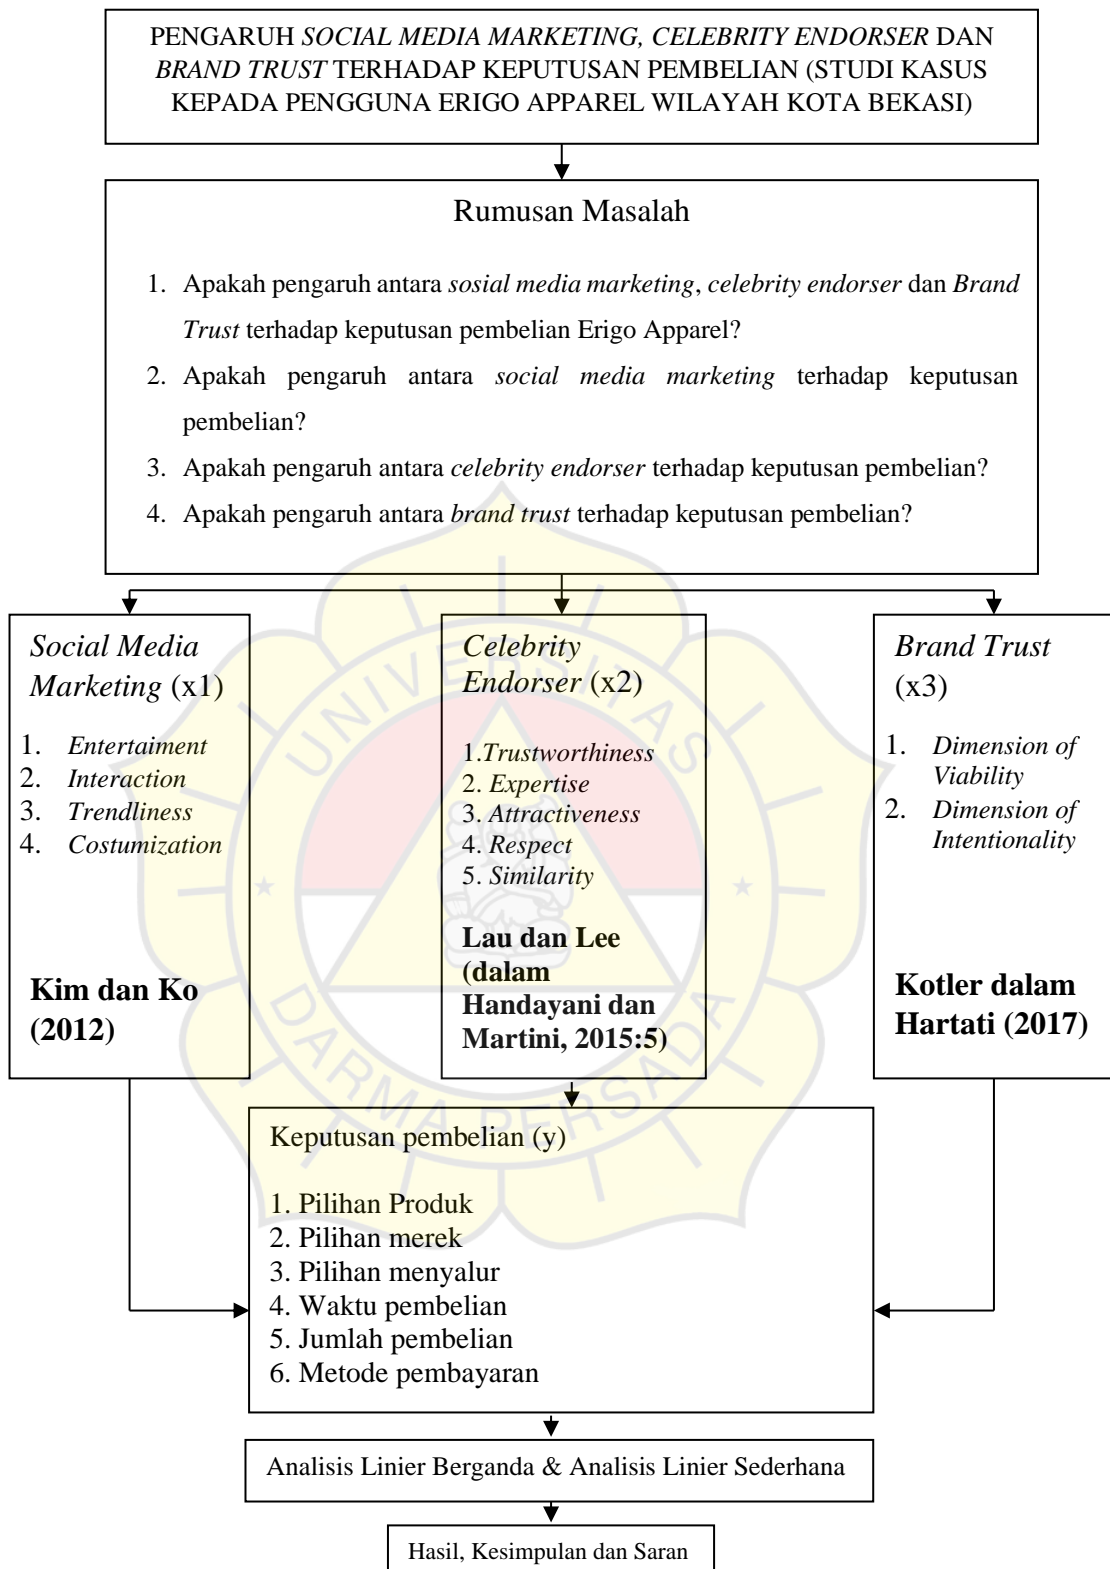 PENGARUH SOCIAL MEDIA MARKETING, CELEBRITY ENDORSER DAN
BRAND TRUST TERHADAP KEPUTUSAN PEMBELIAN (STUDI KASUS
KEPADA PENGGUNA ERIGO APPAREL WILAYAH KOTA BEKASI)
Rumusan Masalah
1. Apakah pengaruh antara sosial media marketing, celebrity endorser dan Brand
Trust terhadap keputusan pembelian Erigo Apparel?
2. Apakah pengaruh antara social media marketing terhadap keputusan
pembelian?
3. Apakah pengaruh antara celebrity endorser terhadap keputusan pembelian?
4. Apakah pengaruh antara brand trust terhadap keputusan pembelian?
Social Media
Marketing (x1)
1. Entertaiment
2. Interaction
3. Trendliness
4. Costumization
Kim dan Ko
(2012)
Celebrity
Endorser (x2)
1.Trustworthiness
2. Expertise
3. Attractiveness
4. Respect
5. Similarity
Lau dan Lee
(dalam
Handayani dan
Martini, 2015:5)
Brand Trust
(x3)
1. Dimension of
Viability
2. Dimension of
Intentionality
Kotler dalam
Hartati (2017)
Keputusan pembelian (y)
1. Pilihan Produk
2. Pilihan merek
3. Pilihan menyalur
4. Waktu pembelian
5. Jumlah pembelian
6. Metode pembayaran
Analisis Linier Berganda & Analisis Linier Sederhana
Hasil, Kesimpulan dan Saran
UNIVERSITAS
DARMA PERSADA